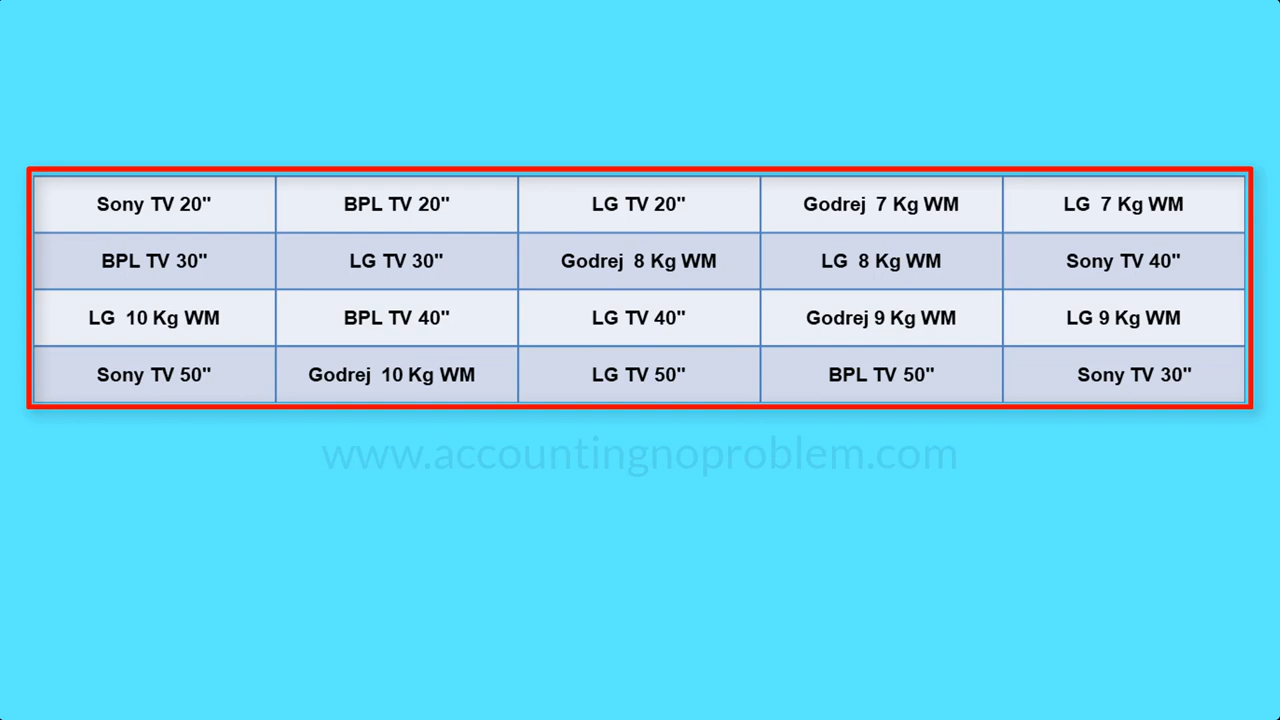 Sony TV 20" BPL TV 20" LG TV 20" Godrej 7 Kg WM LG 7 Kg WM
BPL TV 30" LG TV 30" Godrej 8 Kg WM LG 8 Kg WM Sony TV 40"
LG 10 Kg WM BPL TV 40" LG TV 40" Godrej 9 Kg WM LG 9 Kg WM
Sony TV 50" Godrej 10 Kg WM LG TV 50" BPL TV 50" Sony TV 30"
www.accountingnoproblem.com